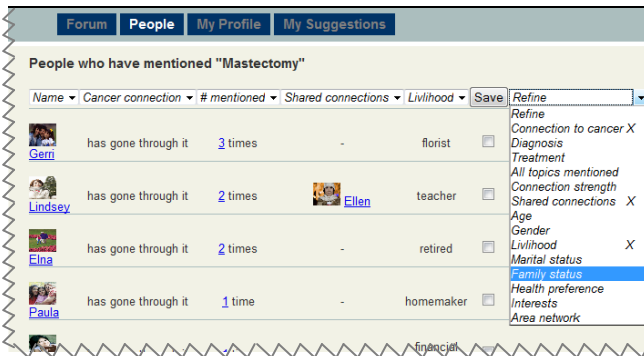 Forum People My Profile My Suggestions
People who have mentioned "Mastectomy"
Name Cancer connection # mentioned Shared connections Livlihood Save Refine
Refine
Connection to cancer X
Diagnosis
Treatment
All topics mentioned
Connection strength
Shared connections X
Age
Gender
Livlihood X
Marital status
Family status
Health preference
Interests
Area network
Gerri has gone through it 3 times - florist
Lindsey has gone through it 2 times Ellen teacher
Elna has gone through it 2 times - retired
Paula has gone through it 1 time - homemaker
financial